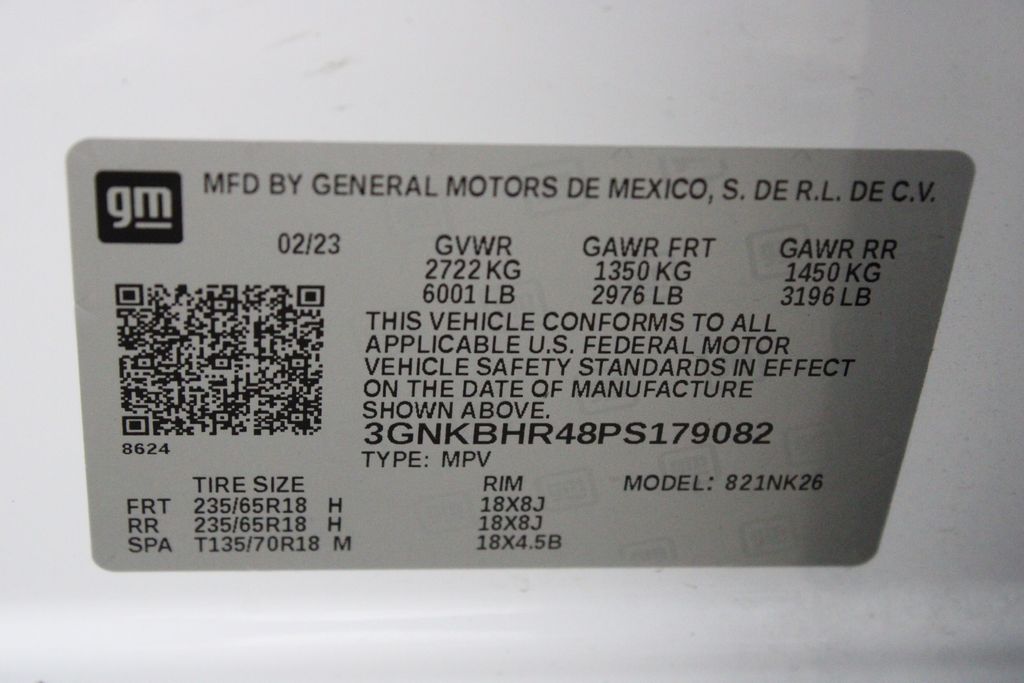 gm
MFD BY GENERAL MOTORS DE MEXICO, S. DE R.L. DE C.V.
02/23 GVWR GAWR FRT GAWR RR
2722 KG 1350 KG 1450 KG
6001 LB 2976 LB 3196 LB
THIS VEHICLE CONFORMS TO ALL
APPLICABLE U.S. FEDERAL MOTOR
VEHICLE SAFETY STANDARDS IN EFFECT
ON THE DATE OF MANUFACTURE
SHOWN ABOVE.
3GNKBHR48PS179082
8624
TYPE: MPV
TIRE SIZE RIM MODEL: 821NK26
FRT 235/65R18 H 18X8J
RR 235/65R18 H 18X8J
SPA T135/70R18 M 18X4.5B